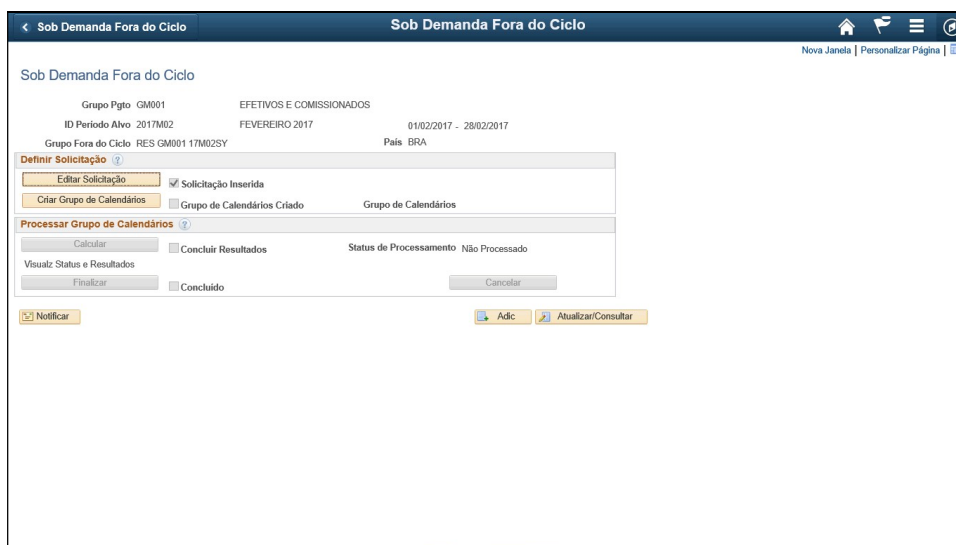 Sob Demanda Fora do Ciclo Sob Demanda Fora do Ciclo
Nova Janela | Personalizar Página |
Sob Demanda Fora do Ciclo
Grupo Pgto GM001 EFETIVOS E COMISSIONADOS
ID Período Alvo 2017M02 FEVEREIRO 2017 01/02/2017 - 28/02/2017
Grupo Fora do Ciclo RES GM001 17M02SY País BRA
Definir Solicitação ?
Editar Solicitação Solicitação Inserida
Criar Grupo de Calendários Grupo de Calendários Criado Grupo de Calendários
Processar Grupo de Calendários ?
Calcular Concluir Resultados Status de Processamento Não Processado
Visualz Status e Resultados
Finalizar Concluído Cancelar
Notificar Adic Atualizar/Consultar